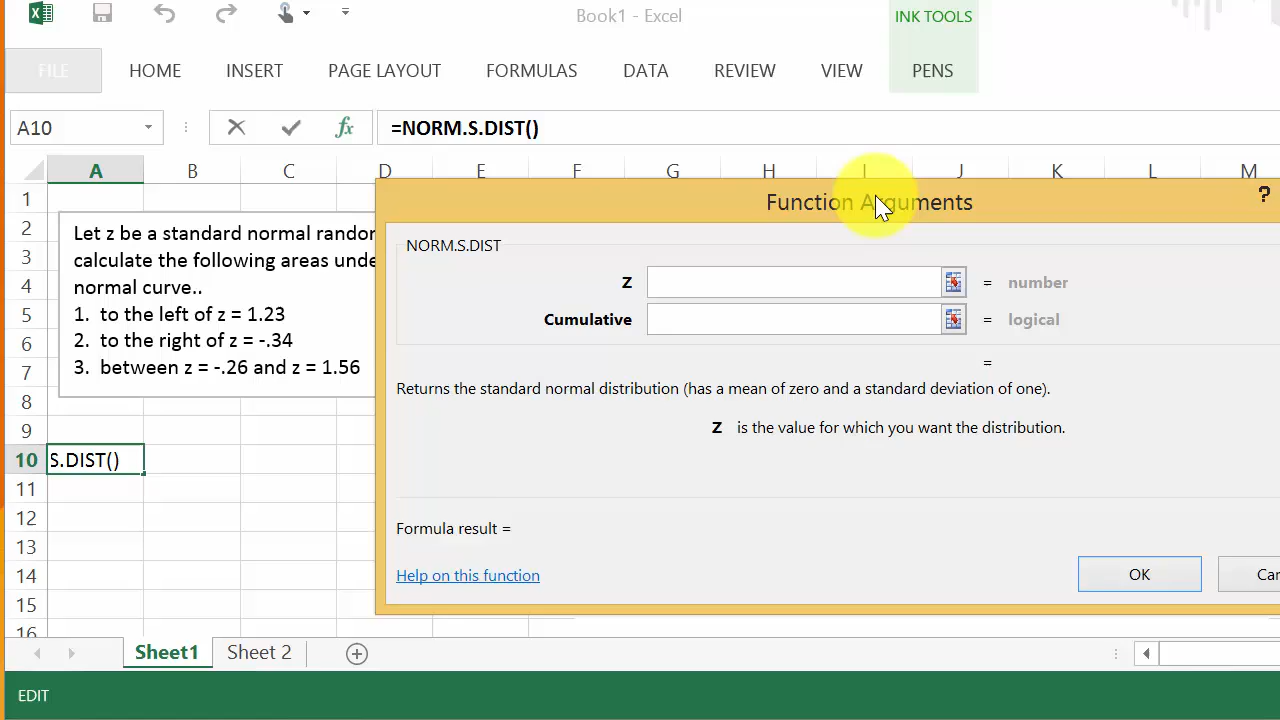 Book1 - Excel
INK TOOLS
FILE
HOME
INSERT
PAGE LAYOUT
FORMULAS
DATA
REVIEW
VIEW
PENS
A10
fx
=NORM.S.DIST()
A B C D E F G H I J K L M
1
2
3
4
5
6
7
8
9
10
11
12
13
14
15
16
Let z be a standard normal random
calculate the following areas under
normal curve..
1. to the left of z = 1.23
2. to the right of z = -.34
3. between z = -.26 and z = 1.56
S.DIST()
Function Arguments
?
NORM.S.DIST
Z
= number
Cumulative
= logical
=
Returns the standard normal distribution (has a mean of zero and a standard deviation of one).
Z is the value for which you want the distribution.
Formula result =
Help on this function
OK
Can
Sheet1
Sheet 2
EDIT